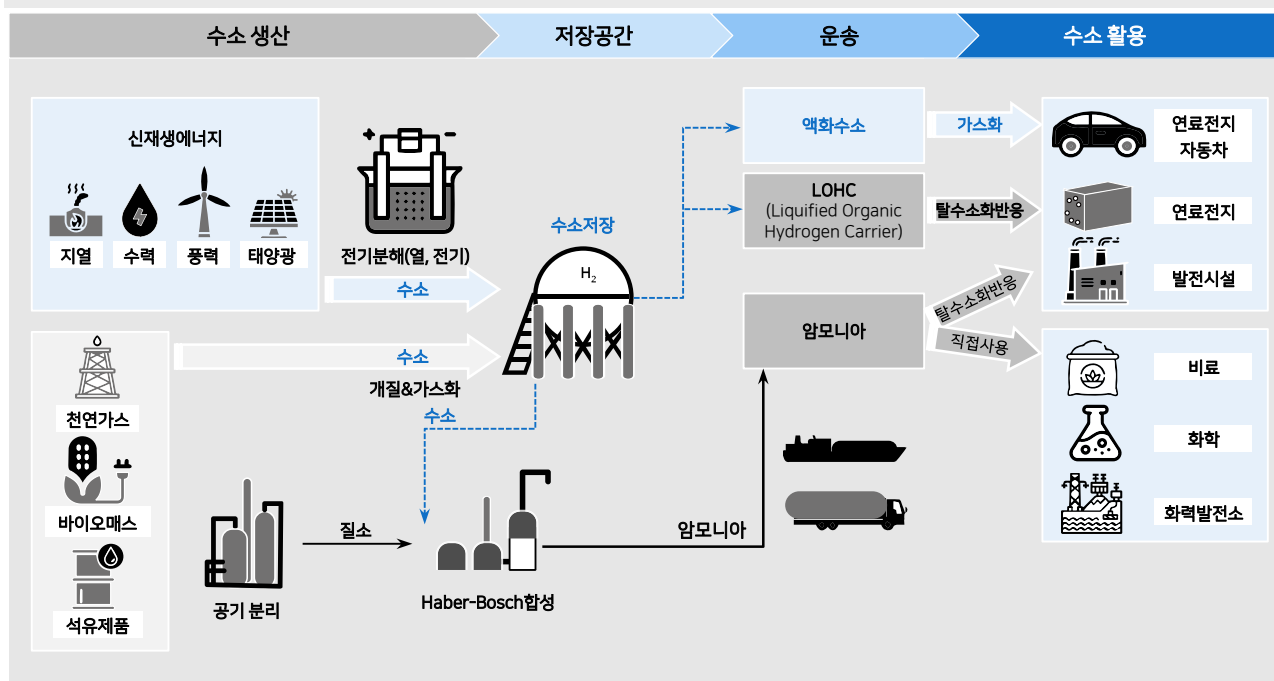 수소 생산
저장공간
운송
수소 활용
신재생에너지
지열
수력
풍력
태양광
전기분해(열, 전기)
수소
천연가스
바이오매스
석유제품
수소
개질&가스화
수소
수소저장
H₂
공기 분리
질소
Haber-Bosch합성
암모니아
액화수소
LOHC
(Liquified Organic
Hydrogen Carrier)
암모니아
가스화
탈수소화반응
탈수소화반응
직접사용
연료전지
자동차
연료전지
발전시설
비료
화학
화력발전소